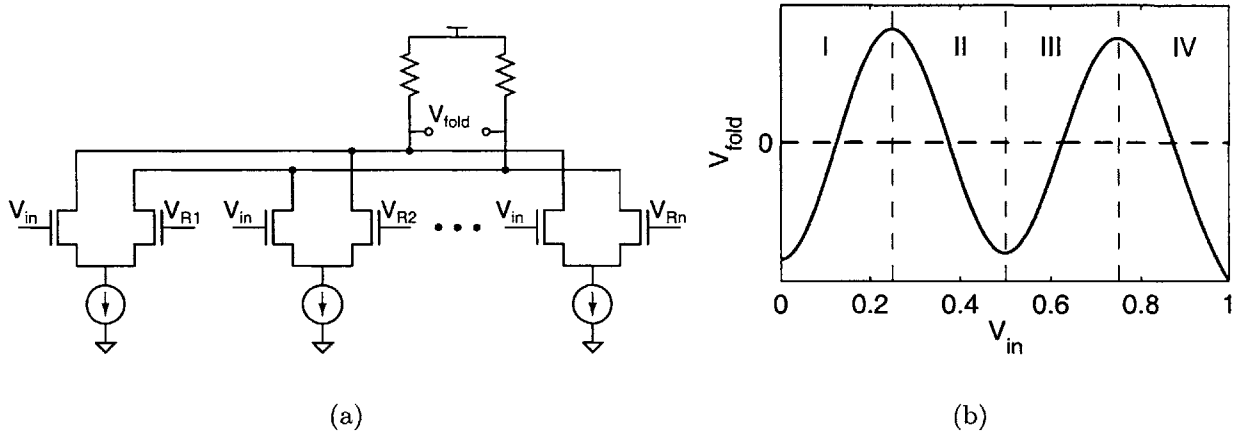 V_fold
V_in
V_R1
V_in
V_R2
• • •
V_in
V_Rn
(a)
I
II
III
IV
V_fold
0
0
0.2
0.4
0.6
0.8
1
V_in
(b)